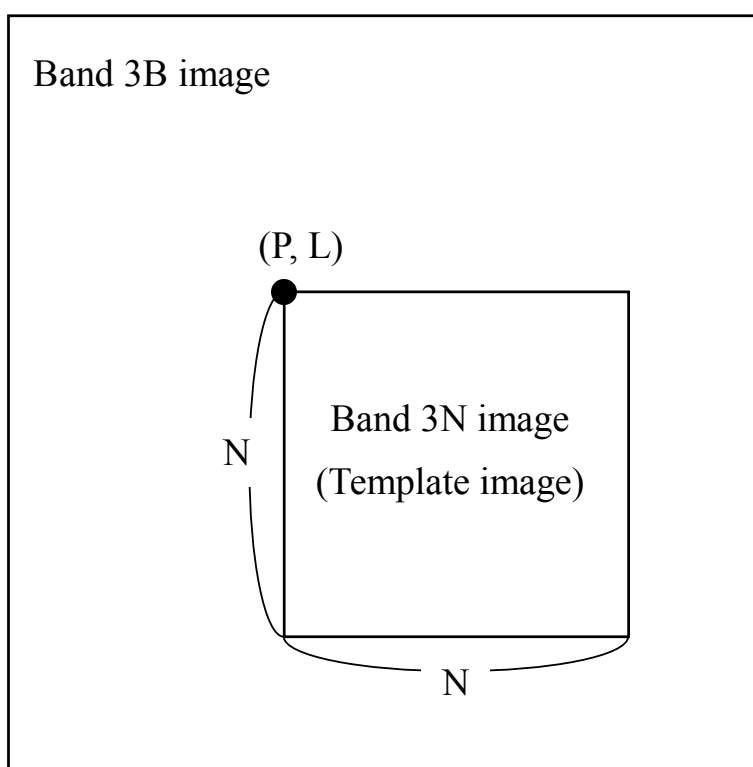 Band 3B image
(P, L)
Band 3N image
N
(Template image)
N